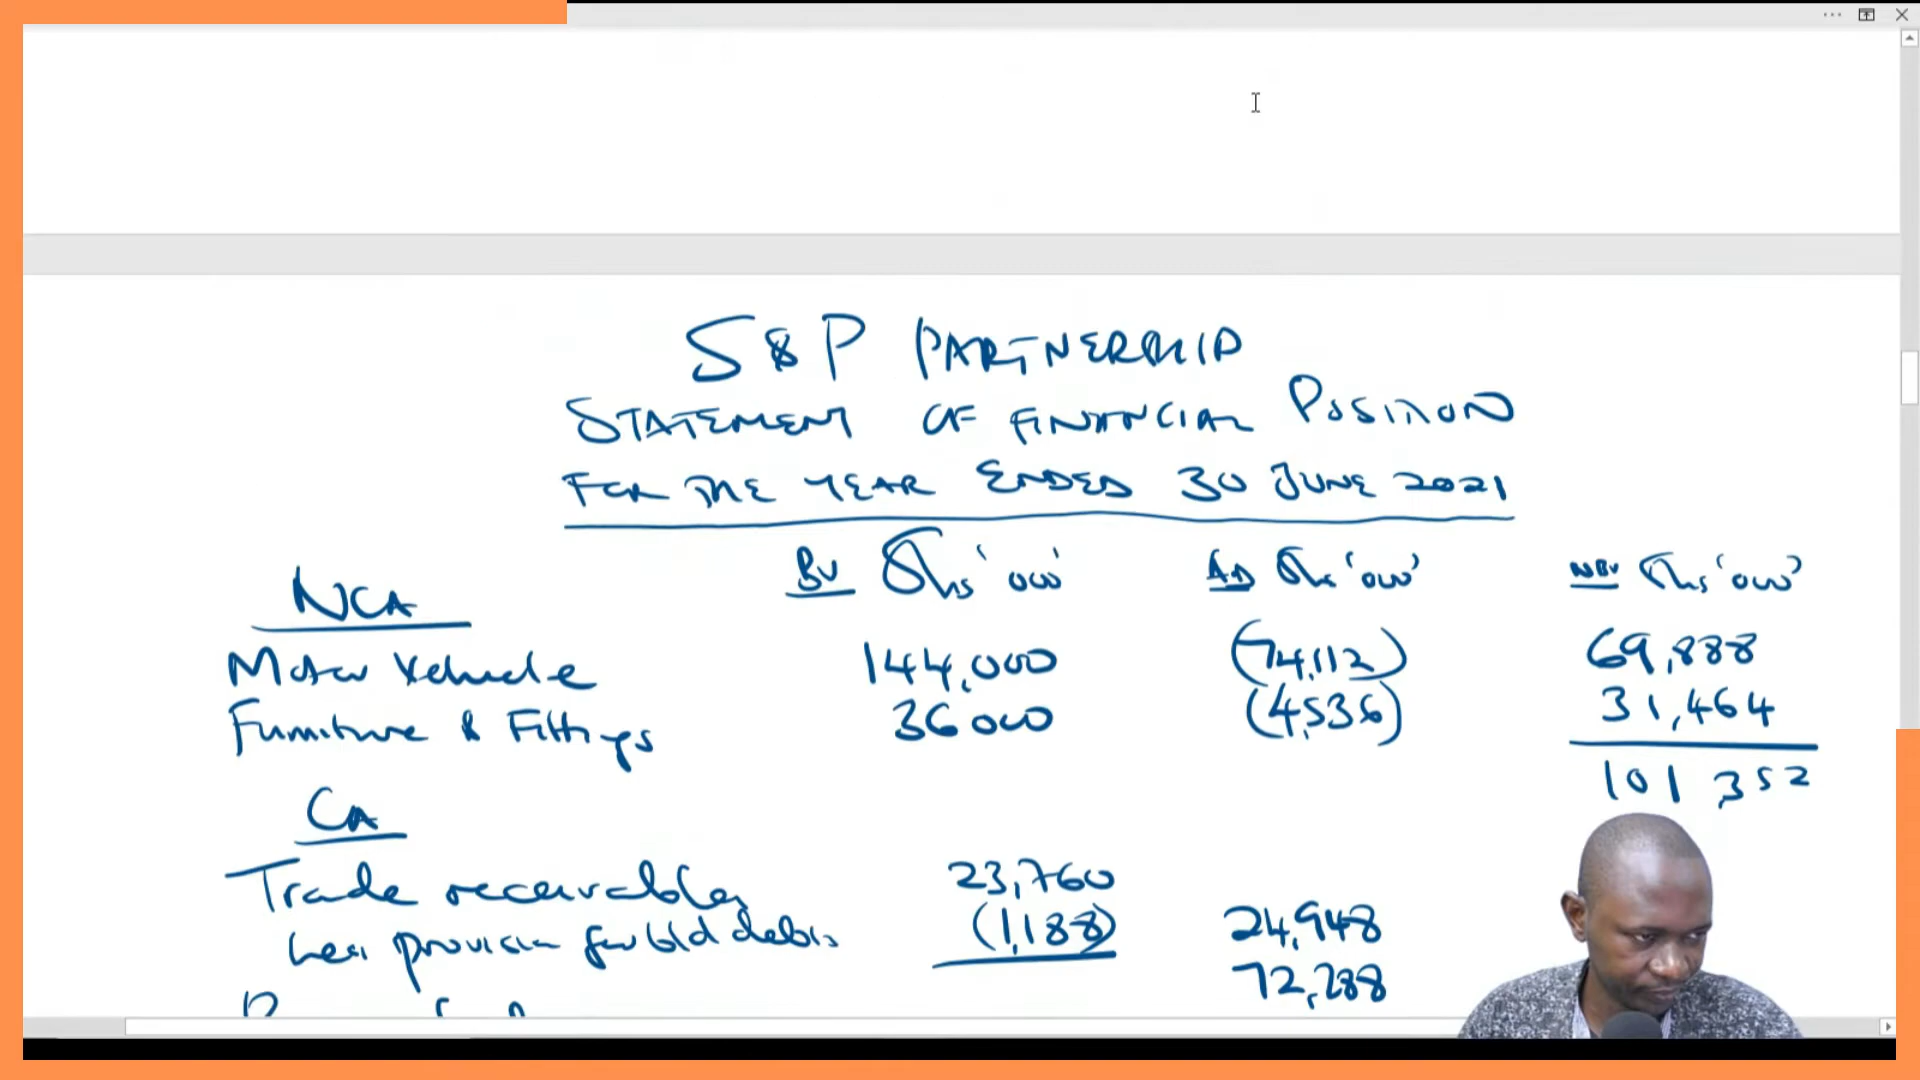 S & P PARTNERSHIP
STATEMENT OF FINANCIAL POSITION
FOR THE YEAR ENDED 30 JUNE 2021
BV Shs '000' AD Shs '000' NBV Shs '000'
NCA
Motor Vehicle 144,000 (74,112) 69,888
Furniture & Fittings 36 000 (4,536) 31,464
101,352
CA
Trade receivables 23,760
Less provision for bd debts (1,188) 24,948
72,288